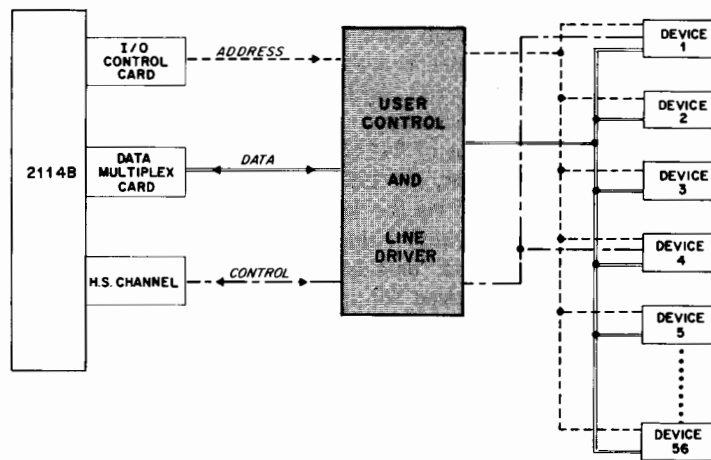 2114B
I/O
CONTROL
CARD
ADDRESS
DATA
MULTIPLEX
CARD
DATA
H.S. CHANNEL
CONTROL
USER
CONTROL
AND
LINE
DRIVER
DEVICE
1
DEVICE
2
DEVICE
3
DEVICE
4
DEVICE
5
DEVICE
56